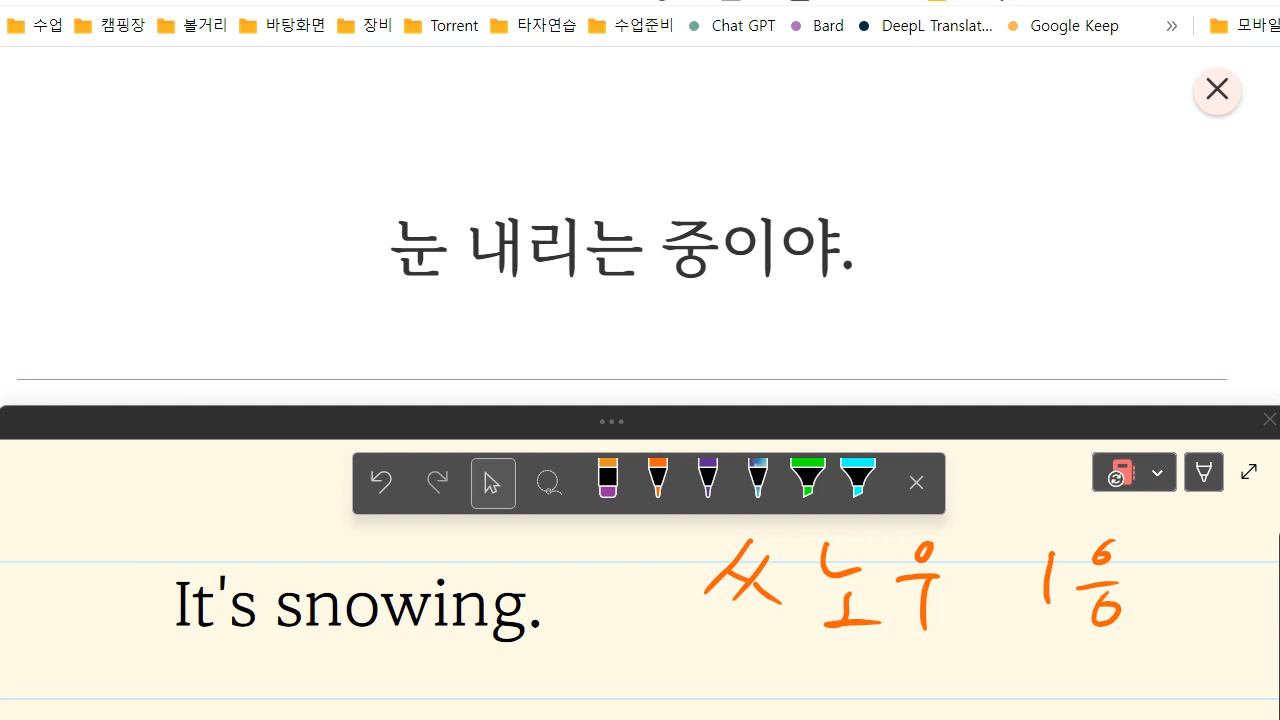 수업 캠핑장 볼거리 바탕화면 장비 Torrent 타자연습 수업준비 Chat GPT Bard DeepL Translat... Google Keep » 모바일
눈 내리는 중이야.
It's snowing. ㅆ노우